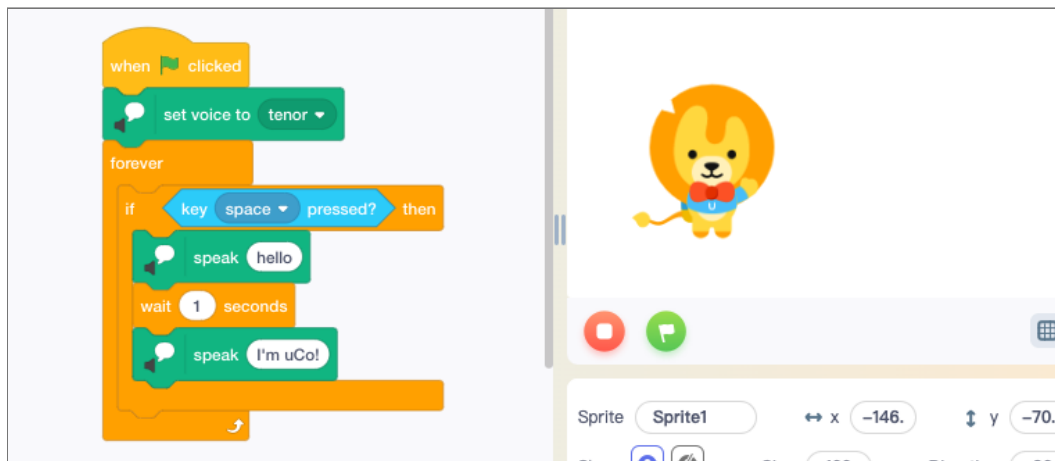 when clicked
set voice to tenor
forever
if key space pressed? then
speak hello
wait 1 seconds
speak I'm uCo!
U
Sprite Sprite1 x -146. y -70.